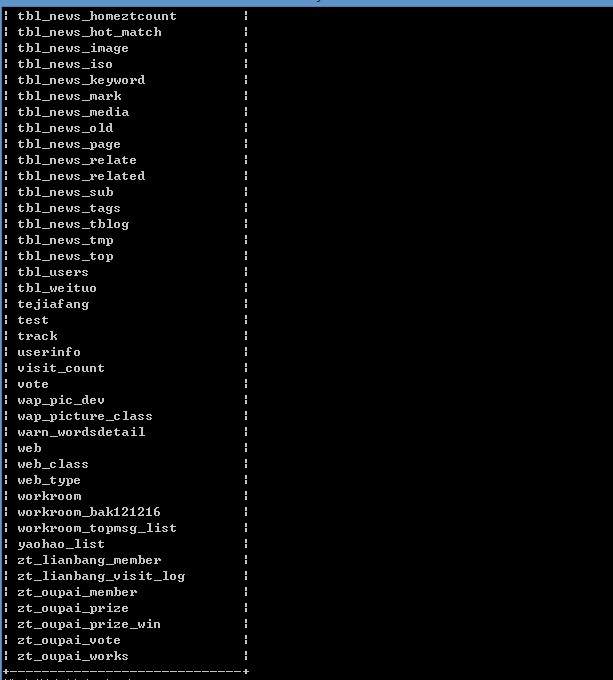 tbl_news_homeztcount
tbl_news_hot_match
tbl_news_image
tbl_news_iso
tbl_news_keyword
tbl_news_mark
tbl_news_media
tbl_news_old
tbl_news_page
tbl_news_relate
tbl_news_related
tbl_news_sub
tbl_news_tags
tbl_news_tblog
tbl_news_tmp
tbl_news_top
tbl_users
tbl_weituo
tejiafang
test
track
userinfo
visit_count
vote
wap_pic_dev
wap_picture_class
warn_wordsdetail
web
web_class
web_type
workroom
workroom_bak121216
workroom_topmsg_list
yaohao_list
zt_lianbang_member
zt_lianbang_visit_log
zt_oupai_member
zt_oupai_prize
zt_oupai_prize_win
zt_oupai_vote
zt_oupai_works